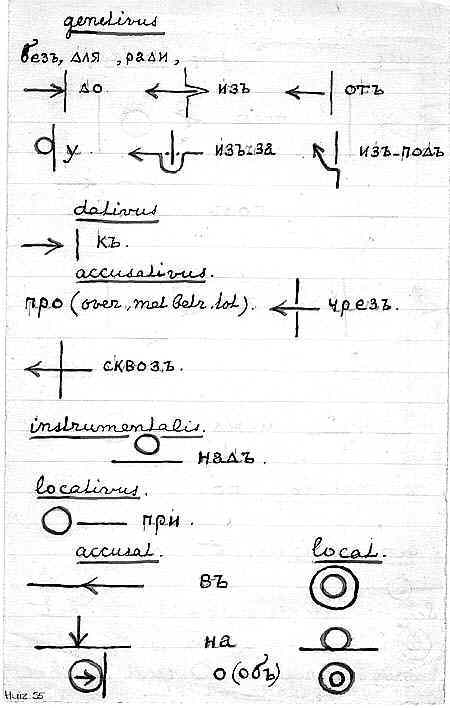 genetivus
безъ, для, ради,
до изъ отъ
у. изъ-за изъ-подъ
dativus
къ.
accusativus.
про (over, met betr. tot). чрезъ.
сквозъ.
instrumentalis.
надъ.
locativus.
при.
accusat. local.
въ
на
о (объ)
Huiz 55